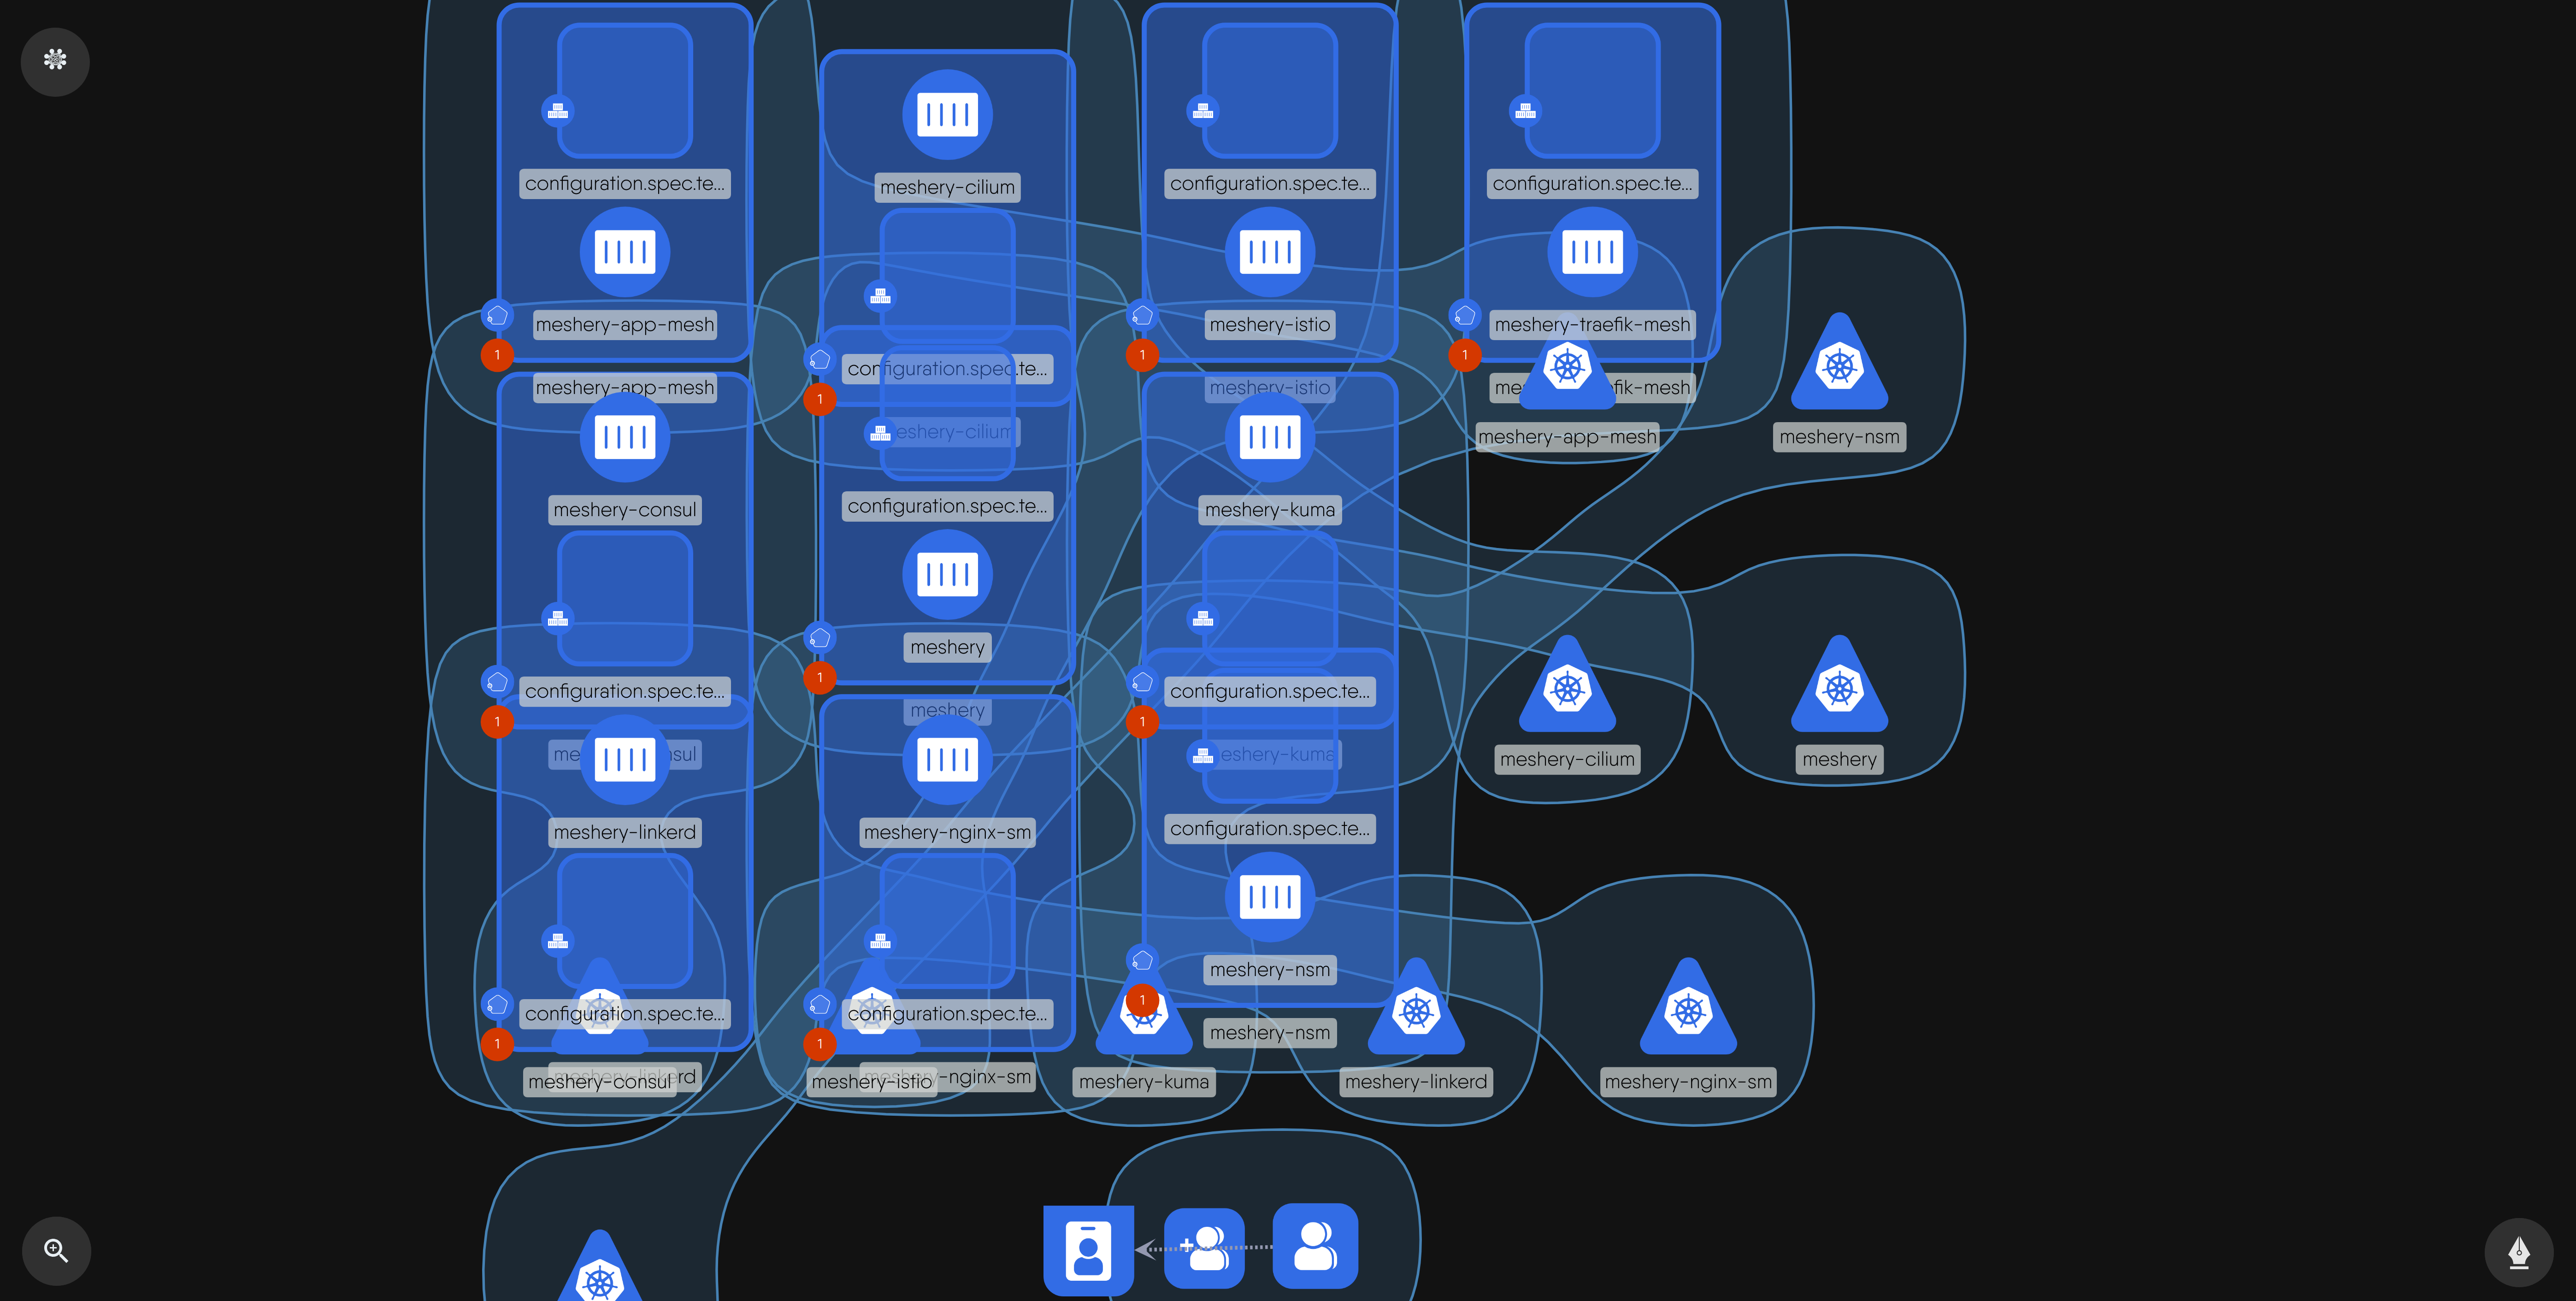 configuration.spec.te...
configuration.spec.te...
configuration.spec.te...
meshery-cilium
meshery-app-mesh
meshery-istio
meshery-traefik-mesh
1
1
1
configuration.spec.te...
1
meshery-app-mesh
meshery-istio
efik-mesh
eshery-cilium
meshery-app-mesh
meshery-nsm
meshery-consul
configuration.spec.te...
meshery-kuma
meshery
1
configuration.spec.te...
configuration.spec.te...
1
1
meshery
eshery-kuma
meshery-cilium
meshery
meshery-linkerd
meshery-nginx-sm
configuration.spec.te...
meshery-nsm
1
configuration.spec.te...
configuration.spec.te...
meshery-nsm
1
1
meshery-consul
meshery-istio
-nginx-sm
meshery-kuma
meshery-linkerd
meshery-nginx-sm